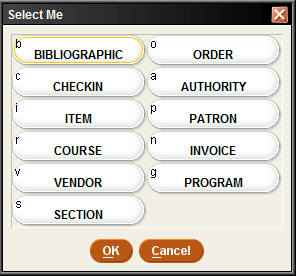 Select Me
b BIBLIOGRAPHIC
o ORDER
c CHECKIN
a AUTHORITY
i ITEM
p PATRON
r COURSE
n INVOICE
v VENDOR
g PROGRAM
s SECTION
OK Cancel